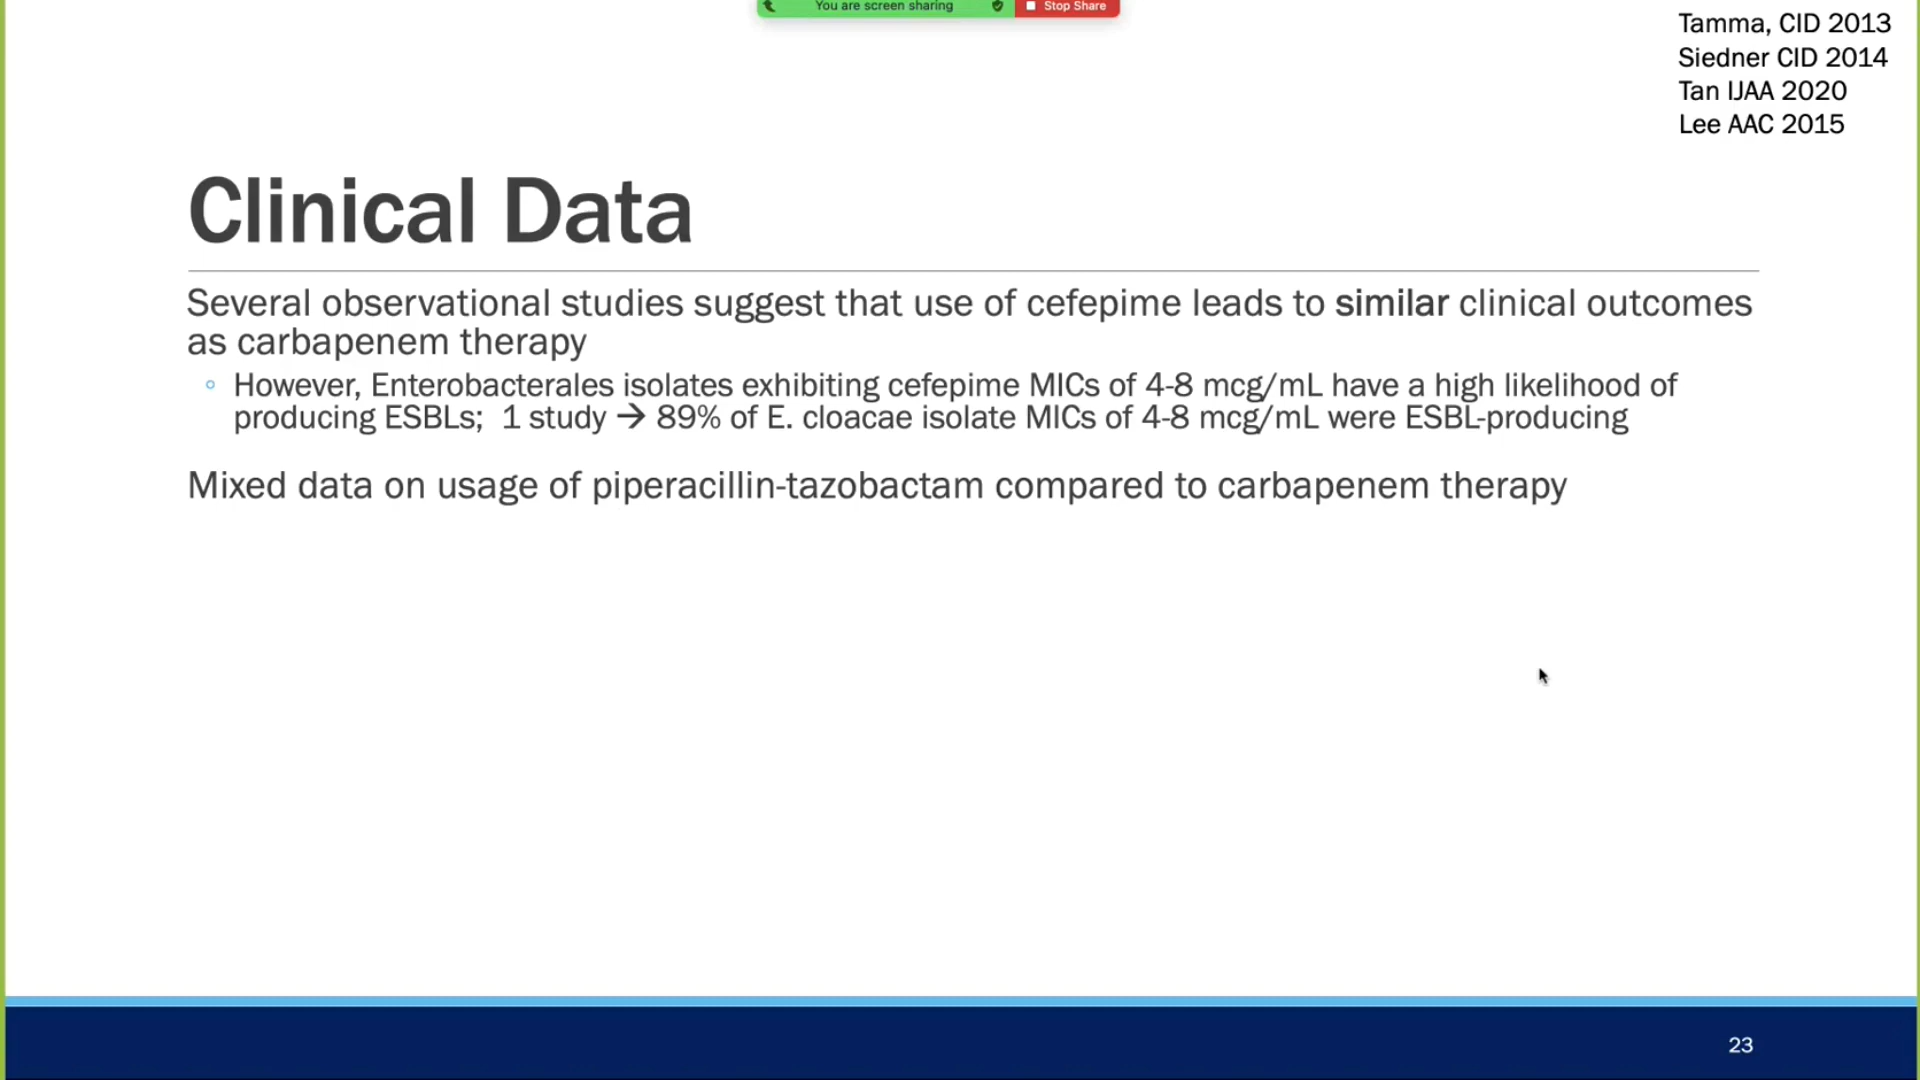 You are screen sharing
Stop Share
Tamma, CID 2013
Siedner CID 2014
Tan IJAA 2020
Lee AAC 2015
Clinical Data
Several observational studies suggest that use of cefepime leads to similar clinical outcomes
as carbapenem therapy
◦ However, Enterobacterales isolates exhibiting cefepime MICs of 4-8 mcg/mL have a high likelihood of
producing ESBLs; 1 study → 89% of E. cloacae isolate MICs of 4-8 mcg/mL were ESBL-producing
Mixed data on usage of piperacillin-tazobactam compared to carbapenem therapy
23